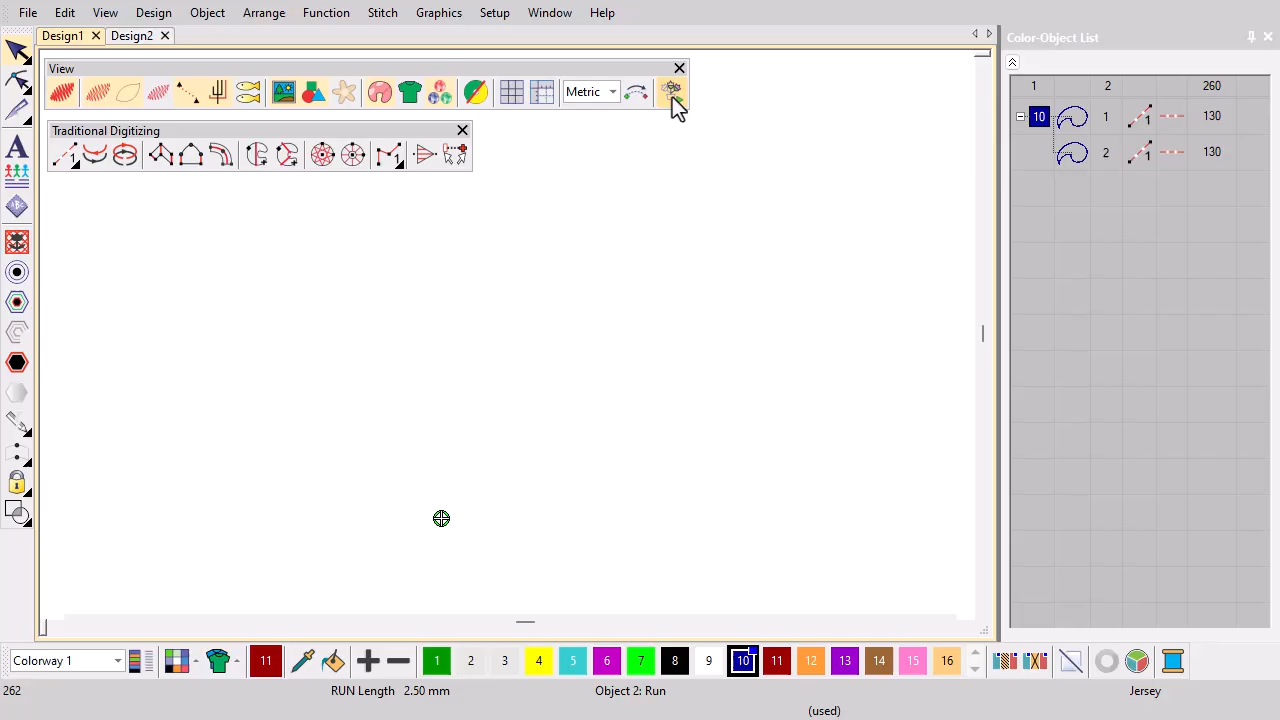 File Edit View Design Object Arrange Function Stitch Graphics Setup Window Help
Design1 Design2
Color-Object List
View
Metric
Traditional Digitizing
1 2 260
10 1 1 130
2 1 130
1 1
ABC
Colorway 1 11 1 2 3 4 5 6 7 8 9 10 11 12 13 14 15 16
262 RUN Length 2.50 mm Object 2: Run Jersey
(used)